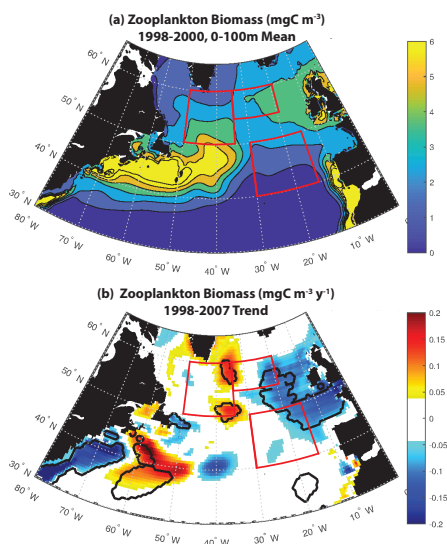 (a) Zooplankton Biomass (mgC m⁻³)
1998-2000, 0-100m Mean
60° N
50° N
40° N
30° N
80° W
70° W
60° W
50° W
40° W
30° W
20° W
10° W
6
5
4
3
2
1
0
(b) Zooplankton Biomass (mgC m⁻³ y⁻¹)
1998-2007 Trend
60° N
50° N
40° N
30° N
80° W
70° W
60° W
50° W
40° W
30° W
20° W
10° W
0.2
0.15
0.1
0.05
-0.05
-0.1
-0.15
-0.2